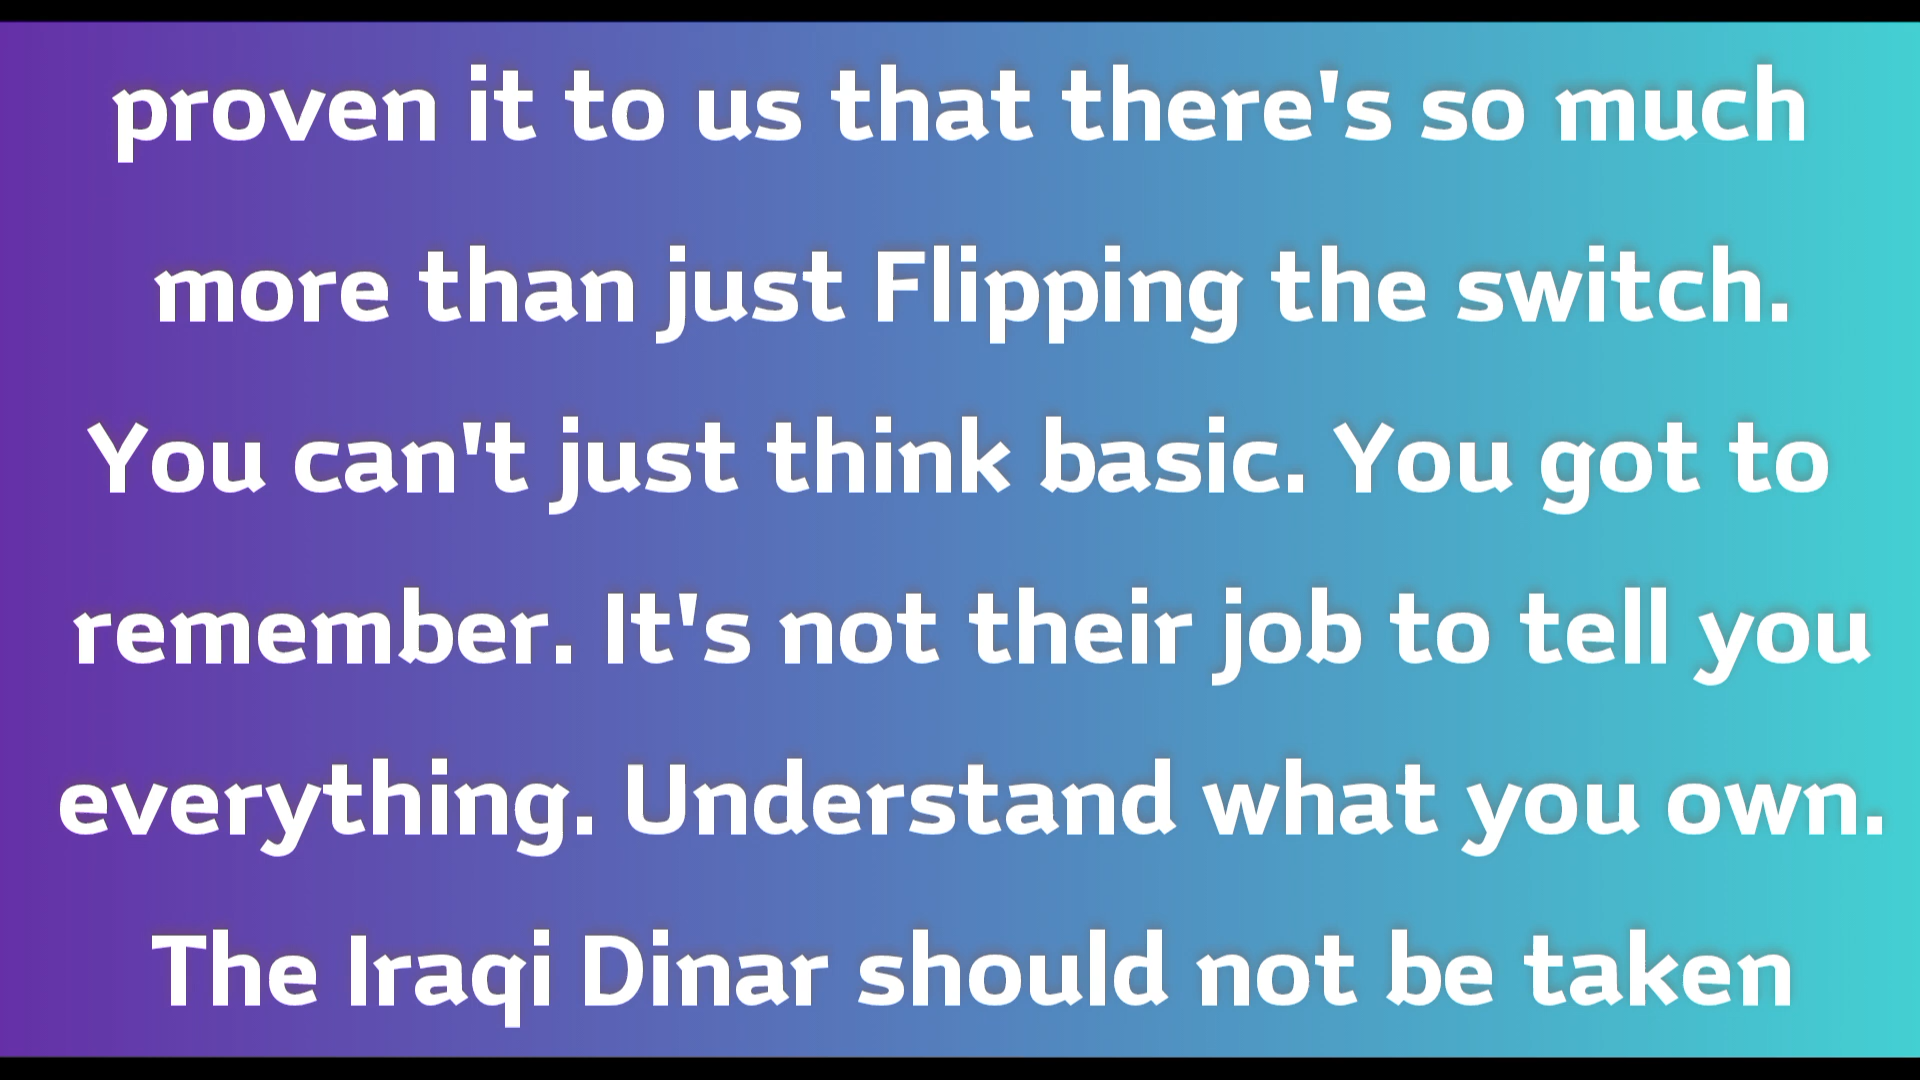 proven it to us that there's so much
more than just Flipping the switch.
You can't just think basic. You got to
remember. It's not their job to tell you
everything. Understand what you own.
The Iraqi Dinar should not be taken